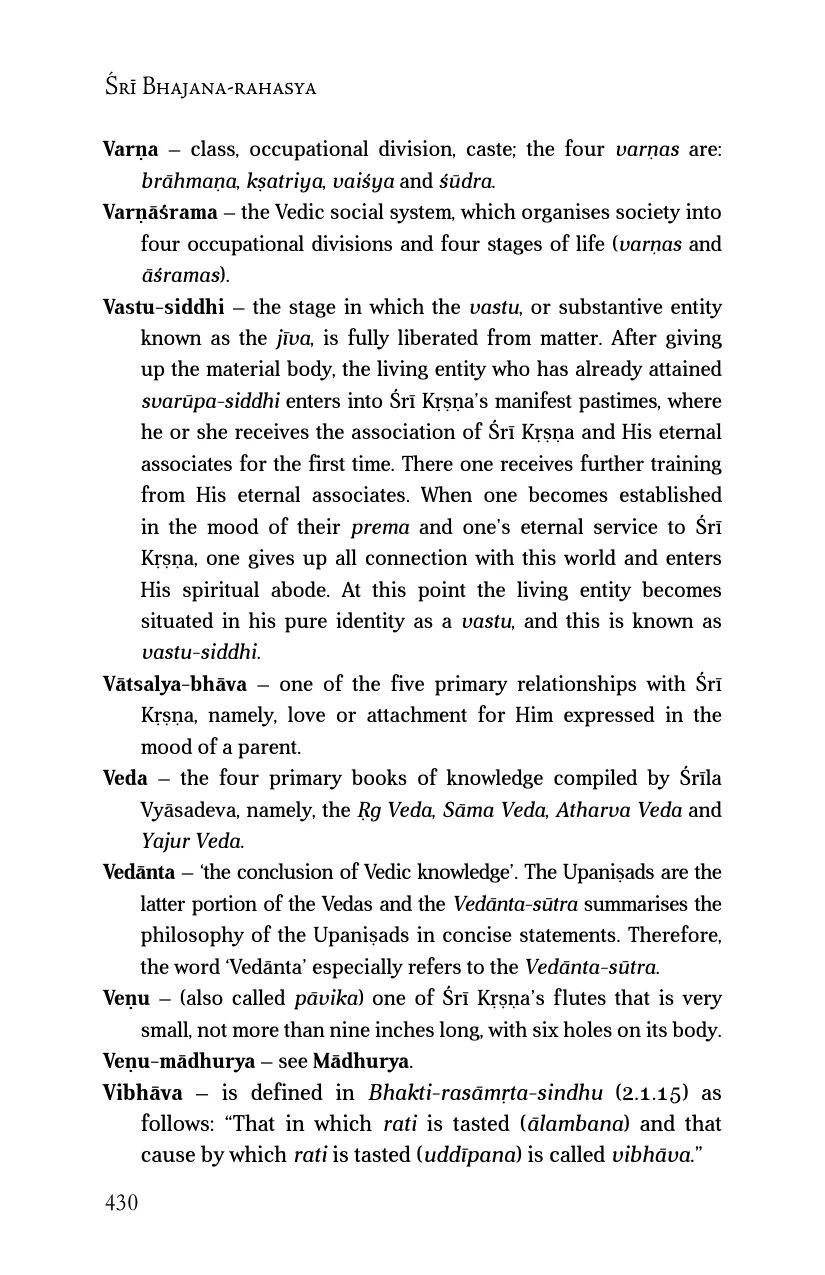 Śrī Bhajana-rahasya
Varṇa – class, occupational division, caste; the four varṇas are:
brāhmaṇa, kṣatriya, vaiśya and śūdra.
Varṇāśrama – the Vedic social system, which organises society into
four occupational divisions and four stages of life (varṇas and
āśramas).
Vastu-siddhi – the stage in which the vastu, or substantive entity
known as the jīva, is fully liberated from matter. After giving
up the material body, the living entity who has already attained
svarūpa-siddhi enters into Śrī Kṛṣṇa’s manifest pastimes, where
he or she receives the association of Śrī Kṛṣṇa and His eternal
associates for the first time. There one receives further training
from His eternal associates. When one becomes established
in the mood of their prema and one’s eternal service to Śrī
Kṛṣṇa, one gives up all connection with this world and enters
His spiritual abode. At this point the living entity becomes
situated in his pure identity as a vastu, and this is known as
vastu-siddhi.
Vātsalya-bhāva – one of the five primary relationships with Śrī
Kṛṣṇa, namely, love or attachment for Him expressed in the
mood of a parent.
Veda – the four primary books of knowledge compiled by Śrīla
Vyāsadeva, namely, the Ṛg Veda, Sāma Veda, Atharva Veda and
Yajur Veda.
Vedānta – ‘the conclusion of Vedic knowledge’. The Upaniṣads are the
latter portion of the Vedas and the Vedānta-sūtra summarises the
philosophy of the Upaniṣads in concise statements. Therefore,
the word ‘Vedānta’ especially refers to the Vedānta-sūtra.
Veṇu – (also called pāvika) one of Śrī Kṛṣṇa’s flutes that is very
small, not more than nine inches long, with six holes on its body.
Veṇu-mādhurya – see Mādhurya.
Vibhāva – is defined in Bhakti-rasāmṛta-sindhu (2.1.15) as
follows: “That in which rati is tasted (ālambana) and that
cause by which rati is tasted (uddīpana) is called vibhāva.”
430